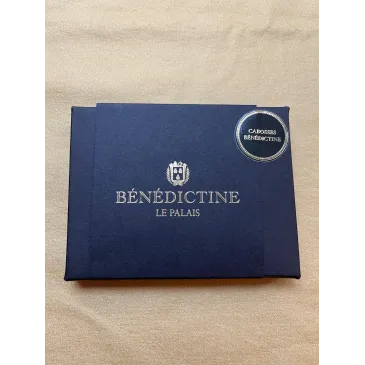 CAROSSES
BÉNÉDICTINE
BÉNÉDICTINE
LE PALAIS